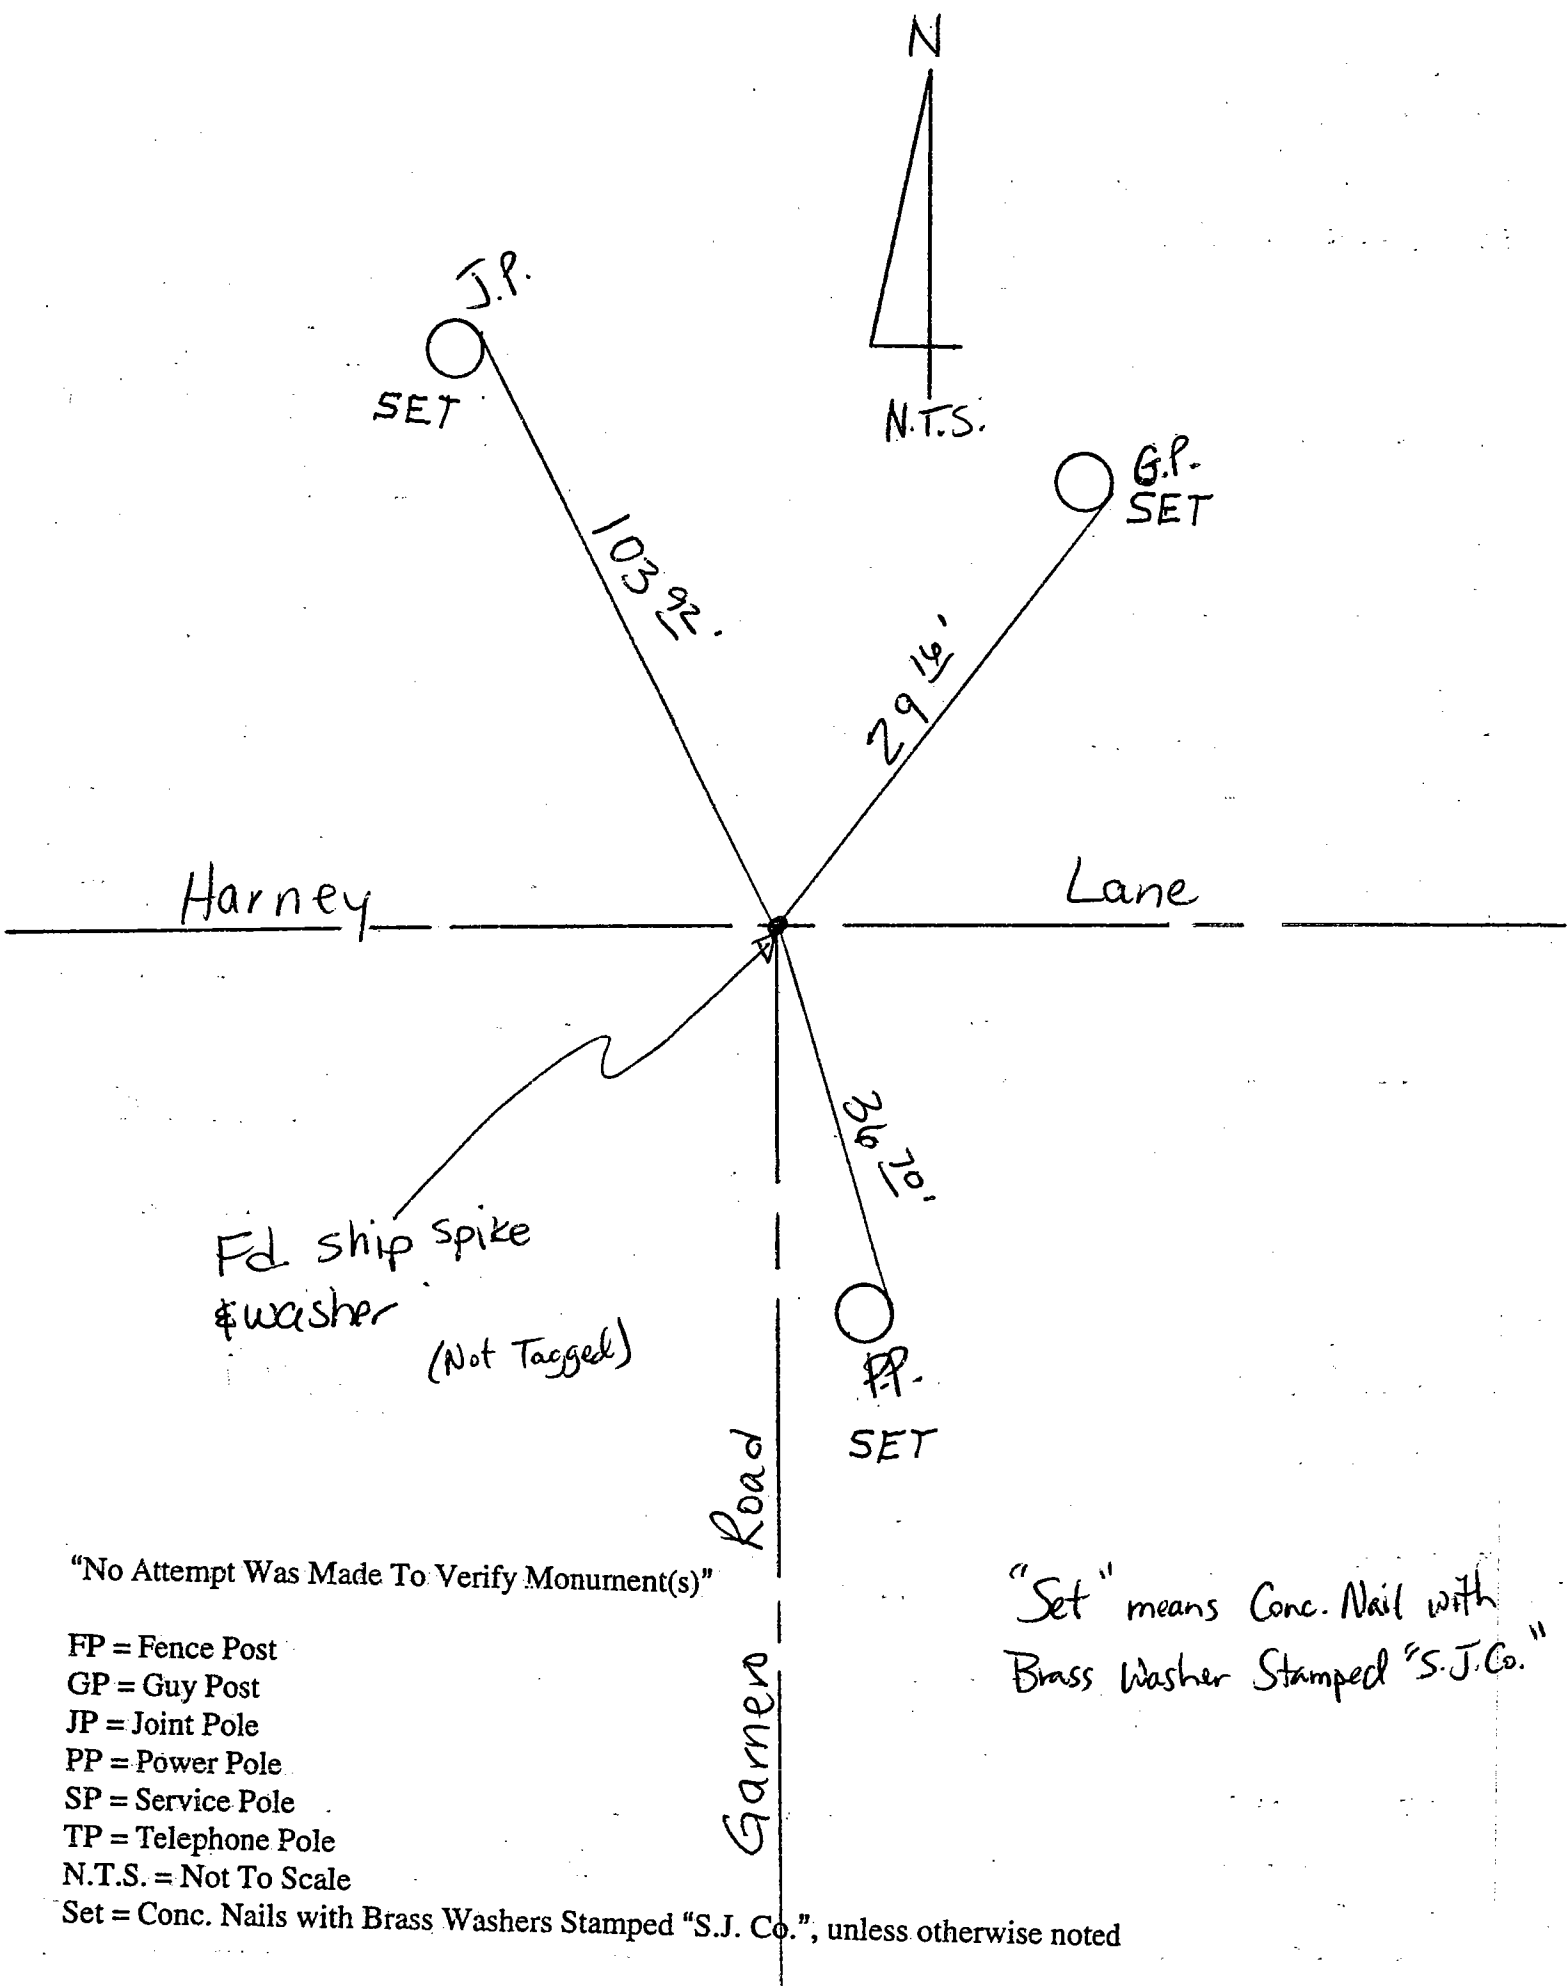 N
J.P.
SET
N.T.S.
G.P.
SET
103 92'
29 16'
Harney Lane
36 70'
Fd. ship spike
& washer
(Not Tagged)
P.P.
SET
Garnero Road
“No Attempt Was Made To Verify Monument(s)”
FP = Fence Post
GP = Guy Post
JP = Joint Pole
PP = Power Pole
SP = Service Pole
TP = Telephone Pole
N.T.S. = Not To Scale
Set = Conc. Nails with Brass Washers Stamped “S.J. Co.”, unless otherwise noted
“Set” means Conc. Nail with
Brass Washer Stamped “S.J.Co.”